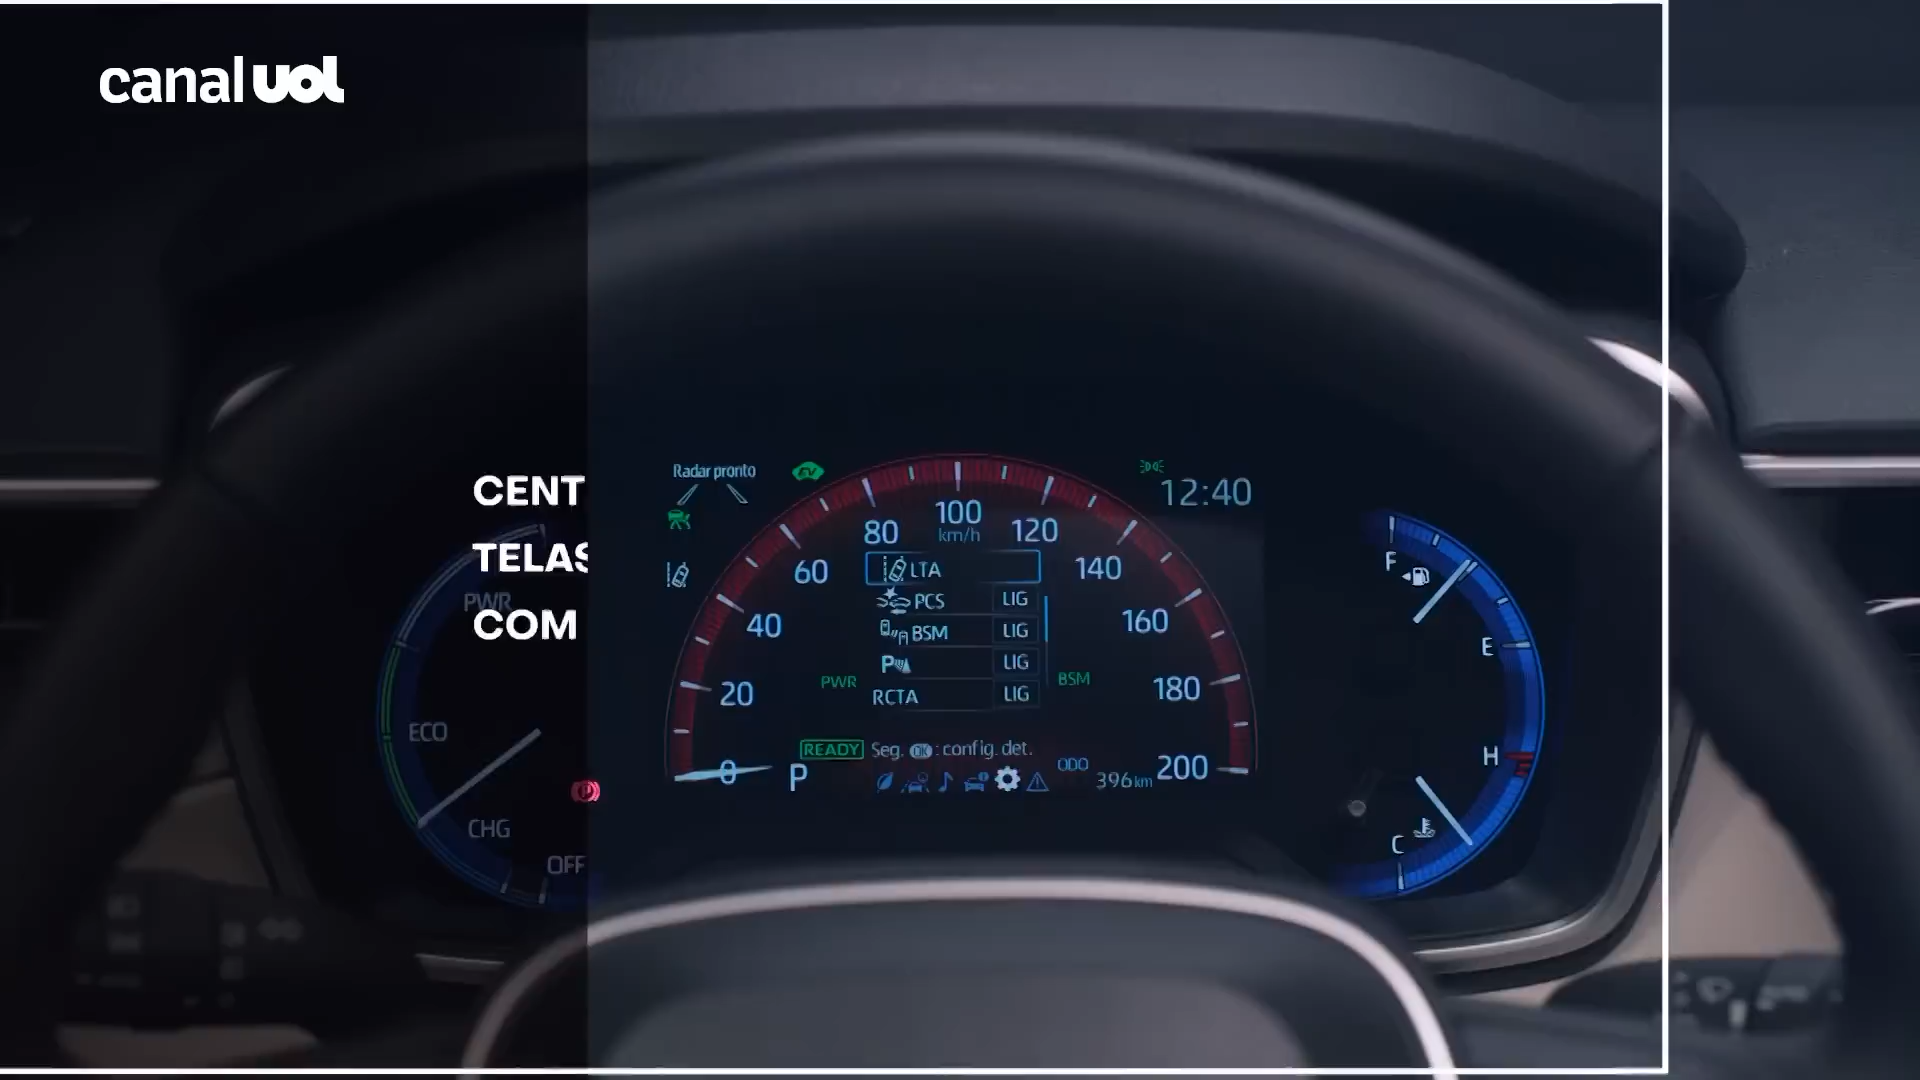 canal uol
CENT
TELAS
COM
Radar pronto
EV
12:40
100
km/h
80
120
60
140
40
160
20
180
0
200
LTA
PCS LIG
BSM LIG
P LIG
RCTA LIG
PWR
BSM
READY
Seg. OK : config. det.
P
ODO
396 km
PWR
ECO
CHG
OFF
P
F
E
H
C